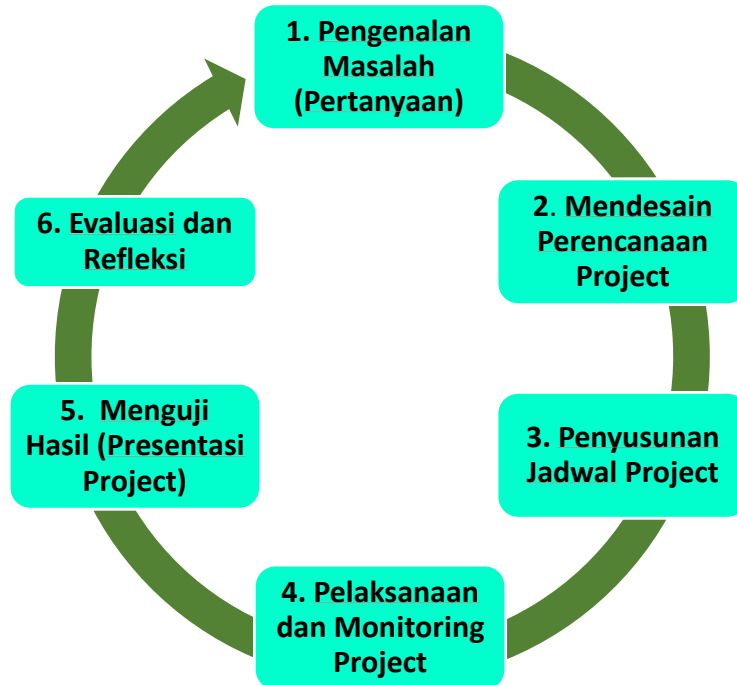 1. Pengenalan
Masalah
(Pertanyaan)
2. Mendesain
Perencanaan
Project
3. Penyusunan
Jadwal Project
4. Pelaksanaan
dan Monitoring
Project
5. Menguji
Hasil (Presentasi
Project)
6. Evaluasi dan
Refleksi